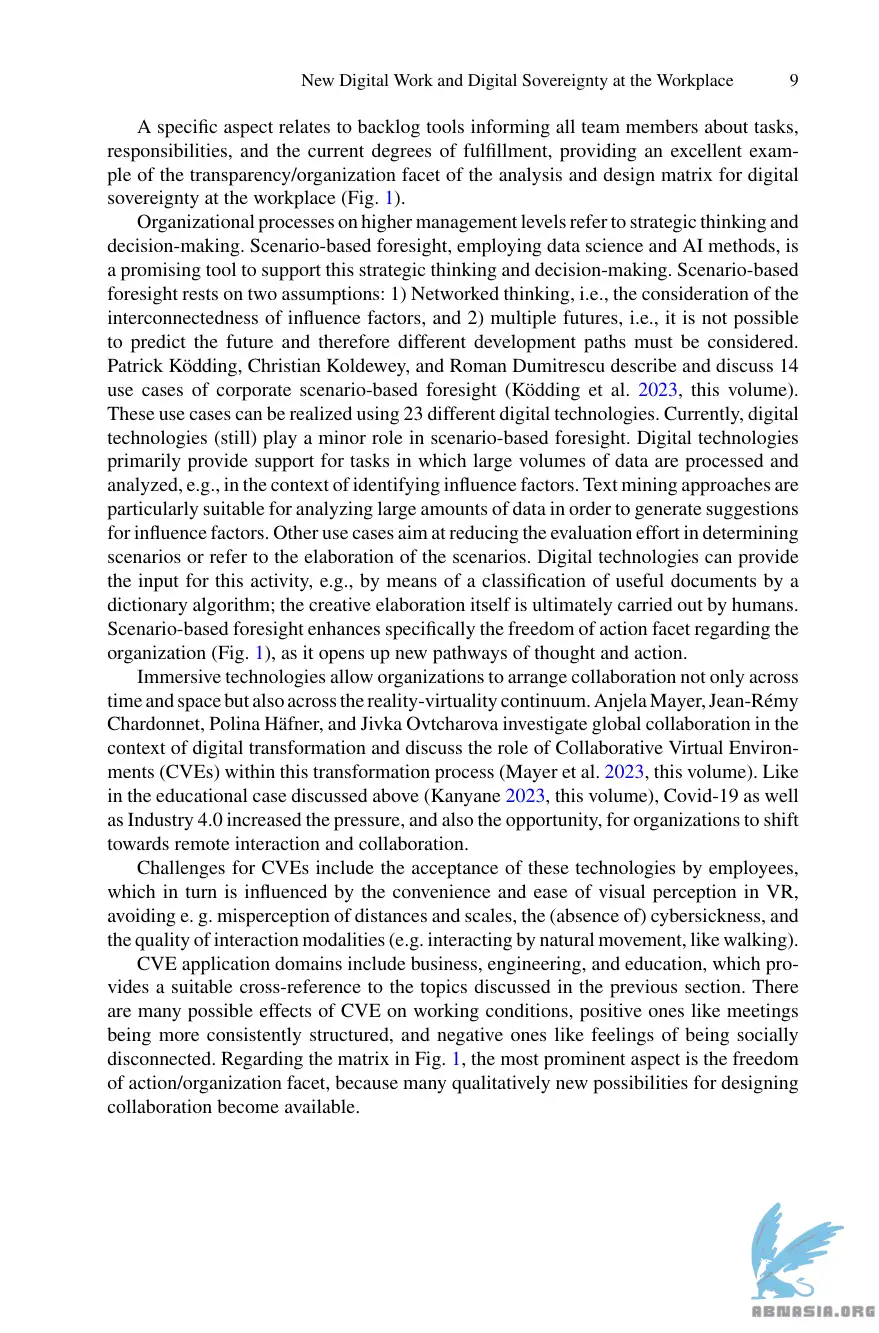 New Digital Work and Digital Sovereignty at the Workplace 9
A specific aspect relates to backlog tools informing all team members about tasks,
responsibilities, and the current degrees of fulfillment, providing an excellent exam-
ple of the transparency/organization facet of the analysis and design matrix for digital
sovereignty at the workplace (Fig. 1).
Organizational processes on higher management levels refer to strategic thinking and
decision-making. Scenario-based foresight, employing data science and AI methods, is
a promising tool to support this strategic thinking and decision-making. Scenario-based
foresight rests on two assumptions: 1) Networked thinking, i.e., the consideration of the
interconnectedness of influence factors, and 2) multiple futures, i.e., it is not possible
to predict the future and therefore different development paths must be considered.
Patrick Ködding, Christian Koldewey, and Roman Dumitrescu describe and discuss 14
use cases of corporate scenario-based foresight (Ködding et al. 2023, this volume).
These use cases can be realized using 23 different digital technologies. Currently, digital
technologies (still) play a minor role in scenario-based foresight. Digital technologies
primarily provide support for tasks in which large volumes of data are processed and
analyzed, e.g., in the context of identifying influence factors. Text mining approaches are
particularly suitable for analyzing large amounts of data in order to generate suggestions
for influence factors. Other use cases aim at reducing the evaluation effort in determining
scenarios or refer to the elaboration of the scenarios. Digital technologies can provide
the input for this activity, e.g., by means of a classification of useful documents by a
dictionary algorithm; the creative elaboration itself is ultimately carried out by humans.
Scenario-based foresight enhances specifically the freedom of action facet regarding the
organization (Fig. 1), as it opens up new pathways of thought and action.
Immersive technologies allow organizations to arrange collaboration not only across
time and space but also across the reality-virtuality continuum. Anjela Mayer, Jean-Rémy
Chardonnet, Polina Häfner, and Jivka Ovtcharova investigate global collaboration in the
context of digital transformation and discuss the role of Collaborative Virtual Environ-
ments (CVEs) within this transformation process (Mayer et al. 2023, this volume). Like
in the educational case discussed above (Kanyane 2023, this volume), Covid-19 as well
as Industry 4.0 increased the pressure, and also the opportunity, for organizations to shift
towards remote interaction and collaboration.
Challenges for CVEs include the acceptance of these technologies by employees,
which in turn is influenced by the convenience and ease of visual perception in VR,
avoiding e. g. misperception of distances and scales, the (absence of) cybersickness, and
the quality of interaction modalities (e.g. interacting by natural movement, like walking).
CVE application domains include business, engineering, and education, which pro-
vides a suitable cross-reference to the topics discussed in the previous section. There
are many possible effects of CVE on working conditions, positive ones like meetings
being more consistently structured, and negative ones like feelings of being socially
disconnected. Regarding the matrix in Fig. 1, the most prominent aspect is the freedom
of action/organization facet, because many qualitatively new possibilities for designing
collaboration become available.
ABNASIA.ORG